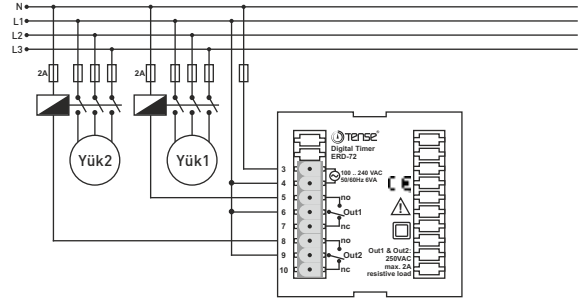 N
L1
L2
L3
2A
2A
Yük2
Yük1
TENSE
Digital Timer
ERD-72
3
100 .. 240 VAC
4
50/60Hz 6VA
5
no
6
Out1
7
nc
8
no
9
Out2
10
nc
CE
Out1 & Out2:
250VAC
max. 2A
resistive load